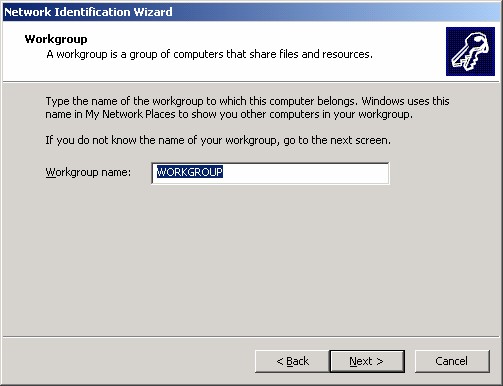 Network Identification Wizard
Workgroup
A workgroup is a group of computers that share files and resources.
Type the name of the workgroup to which this computer belongs. Windows uses this
name in My Network Places to show you other computers in your workgroup.
If you do not know the name of your workgroup, go to the next screen.
Workgroup name: WORKGROUP
< Back Next > Cancel